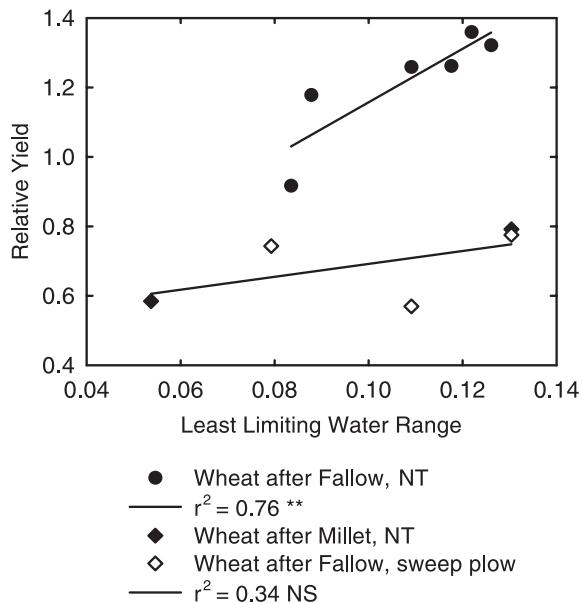 1.4
1.2
1.0
0.8
0.6
0.4
Relative Yield
0.04 0.06 0.08 0.10 0.12 0.14
Least Limiting Water Range
Wheat after Fallow, NT
r² = 0.76 **
Wheat after Millet, NT
Wheat after Fallow, sweep plow
r² = 0.34 NS